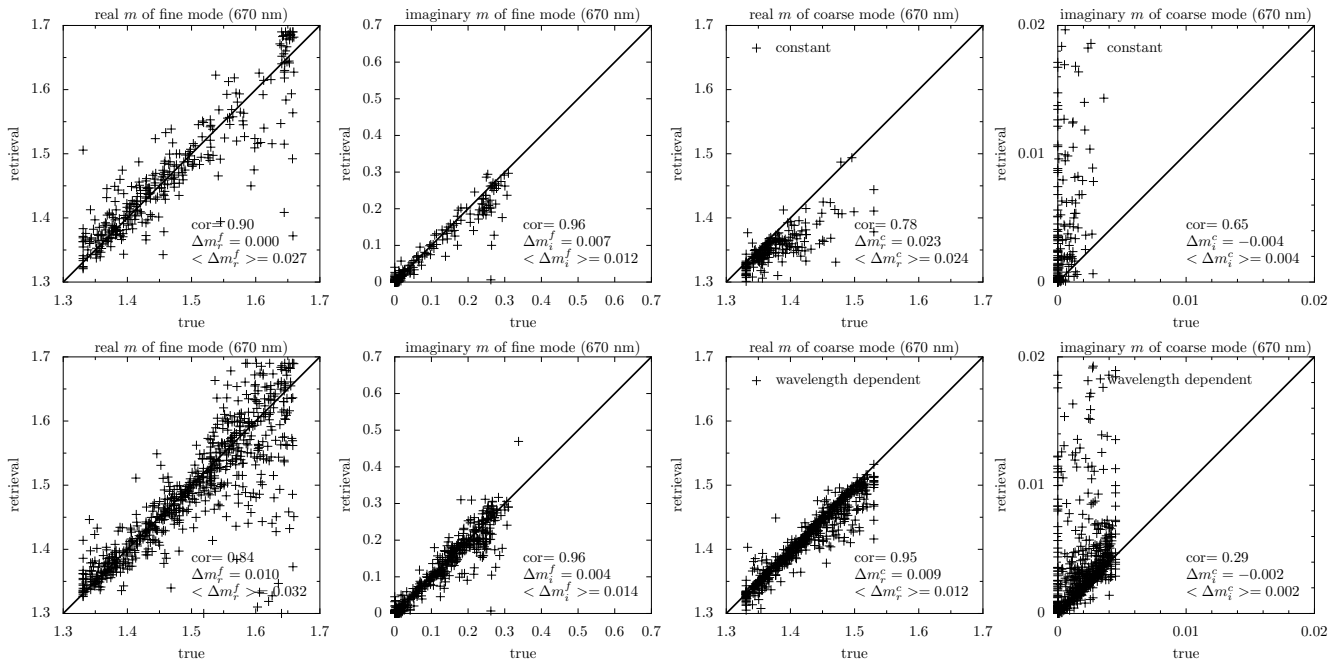 real m of fine mode (670 nm)
1.7
1.6
1.5
1.4
1.3
retrieval
cor= 0.90
Δm_r^f = 0.000
< Δm_r^f >= 0.027
1.3 1.4 1.5 1.6 1.7
true
imaginary m of fine mode (670 nm)
0.7
0.6
0.5
0.4
0.3
0.2
0.1
0
retrieval
cor= 0.96
Δm_i^f = 0.007
< Δm_i^f >= 0.012
0 0.1 0.2 0.3 0.4 0.5 0.6 0.7
true
real m of coarse mode (670 nm)
1.7
1.6
1.5
1.4
1.3
retrieval
constant
cor= 0.78
Δm_r^c = 0.023
< Δm_r^c >= 0.024
1.3 1.4 1.5 1.6 1.7
true
imaginary m of coarse mode (670 nm)
0.02
0.01
0
retrieval
constant
cor= 0.65
Δm_i^c = −0.004
< Δm_i^c >= 0.004
0 0.01 0.02
true
real m of fine mode (670 nm)
1.7
1.6
1.5
1.4
1.3
retrieval
cor= 0.84
Δm_r^f = 0.010
< Δm_r^f >= 0.032
1.3 1.4 1.5 1.6 1.7
true
imaginary m of fine mode (670 nm)
0.7
0.6
0.5
0.4
0.3
0.2
0.1
0
retrieval
cor= 0.96
Δm_i^f = 0.004
< Δm_i^f >= 0.014
0 0.1 0.2 0.3 0.4 0.5 0.6 0.7
true
real m of coarse mode (670 nm)
1.7
1.6
1.5
1.4
1.3
retrieval
wavelength dependent
cor= 0.95
Δm_r^c = 0.009
< Δm_r^c >= 0.012
1.3 1.4 1.5 1.6 1.7
true
imaginary m of coarse mode (670 nm)
0.02
0.01
0
retrieval
wavelength dependent
cor= 0.29
Δm_i^c = −0.002
< Δm_i^c >= 0.002
0 0.01 0.02
true